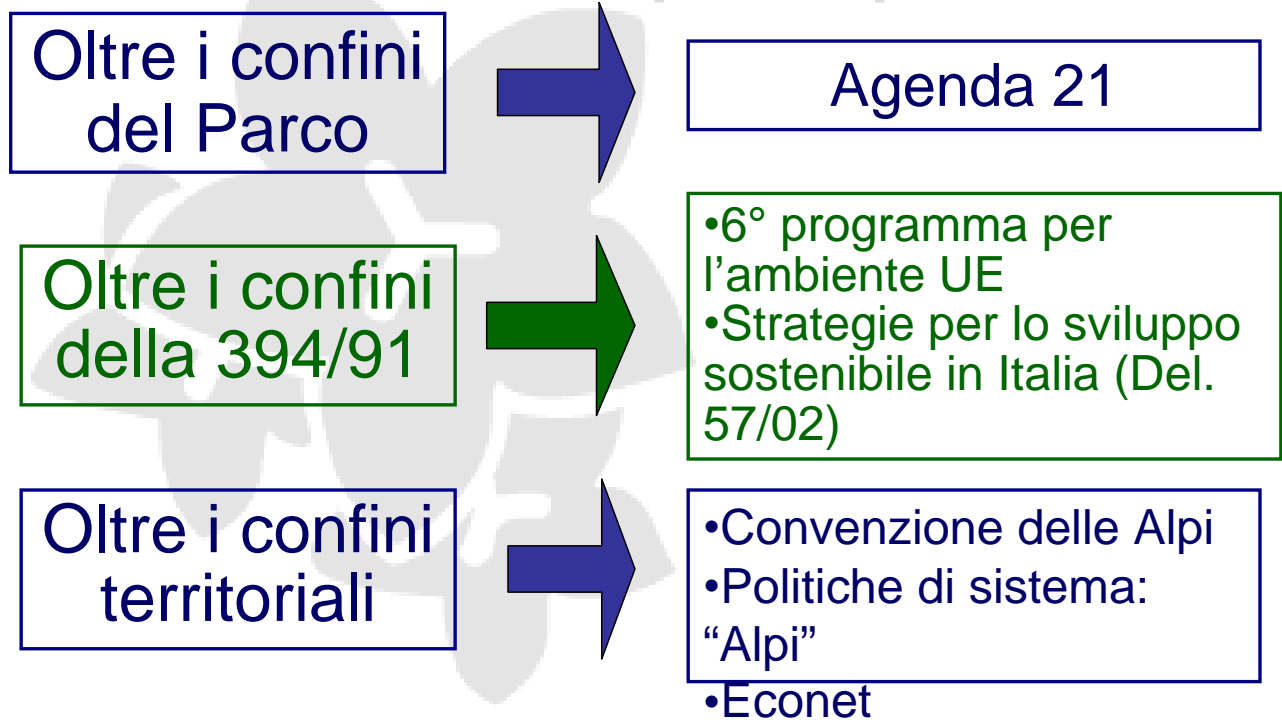 Oltre i confini
del Parco
Agenda 21
Oltre i confini
della 394/91
•6° programma per
l’ambiente UE
•Strategie per lo sviluppo
sostenibile in Italia (Del.
57/02)
Oltre i confini
territoriali
•Convenzione delle Alpi
•Politiche di sistema:
“Alpi”
•Econet